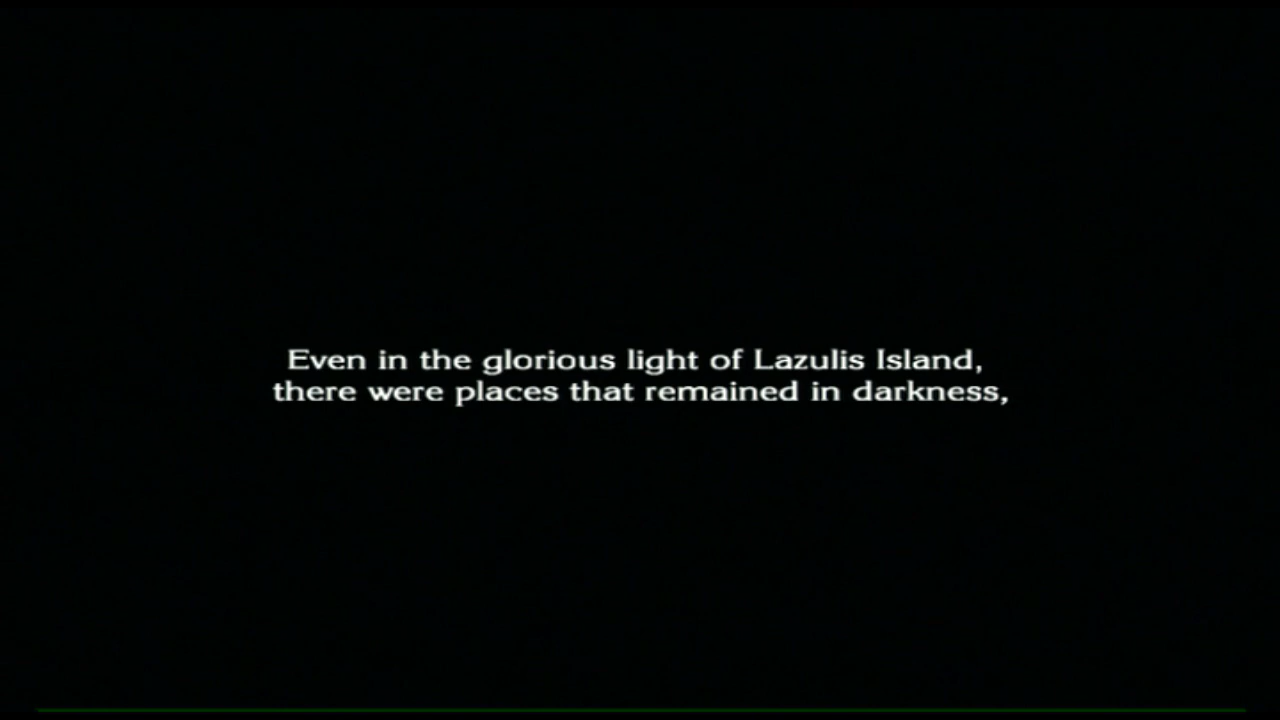 Even in the glorious light of Lazulis Island,
there were places that remained in darkness,